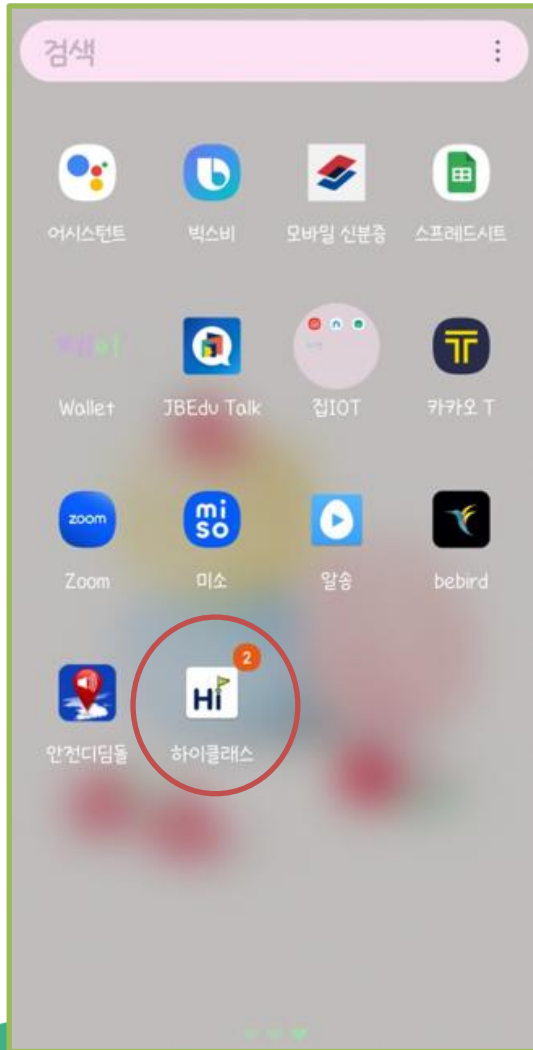 검색
어시스턴트 빅스비 모바일 신분증 스프레드시트
Wallet JBEdu Talk 집IOT 카카오 T
zoom mi so
Zoom 미소 알송 bebird
2
Hi
안전디딤돌 하이클래스